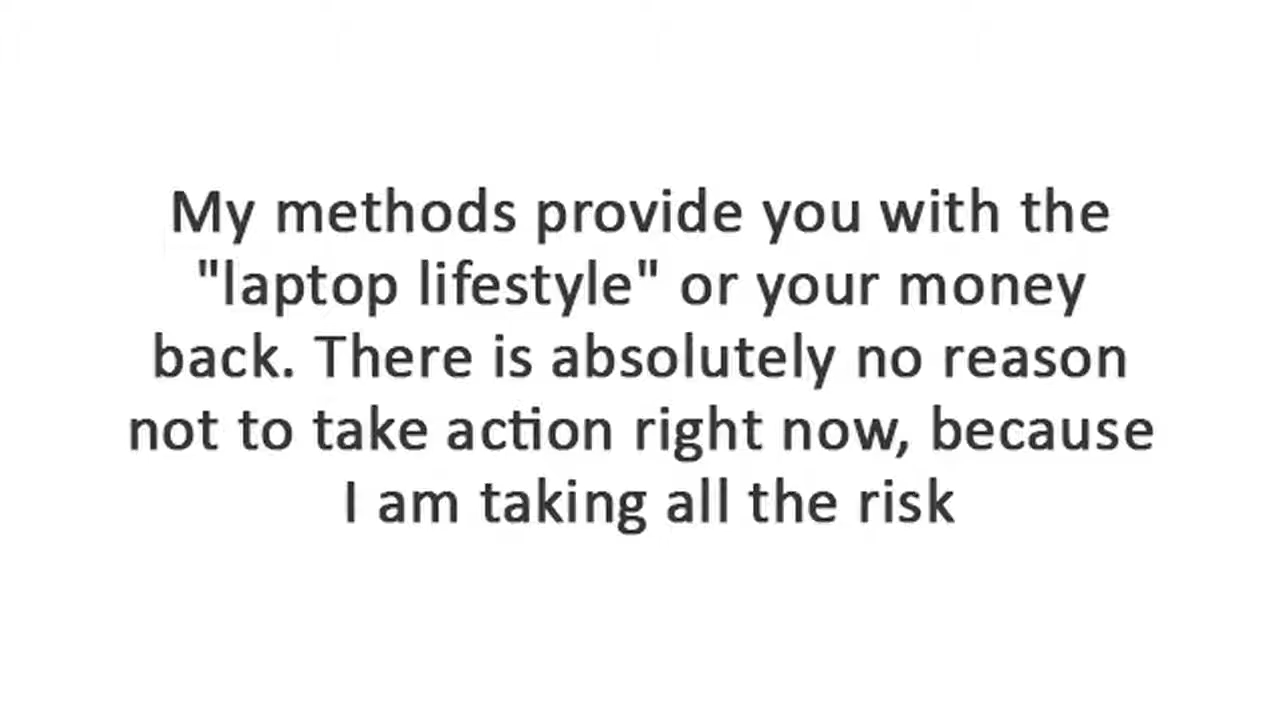 My methods provide you with the
"laptop lifestyle" or your money
back. There is absolutely no reason
not to take action right now, because
I am taking all the risk